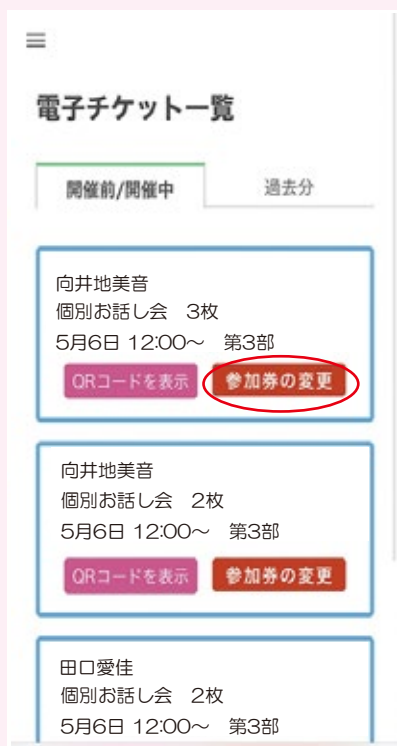 電子チケット一覧
開催前/開催中 過去分
向井地美音
個別お話し会　3枚
5月6日 12:00〜　第3部
QRコードを表示 参加券の変更
向井地美音
個別お話し会　2枚
5月6日 12:00〜　第3部
QRコードを表示 参加券の変更
田口愛佳
個別お話し会　2枚
5月6日 12:00〜　第3部